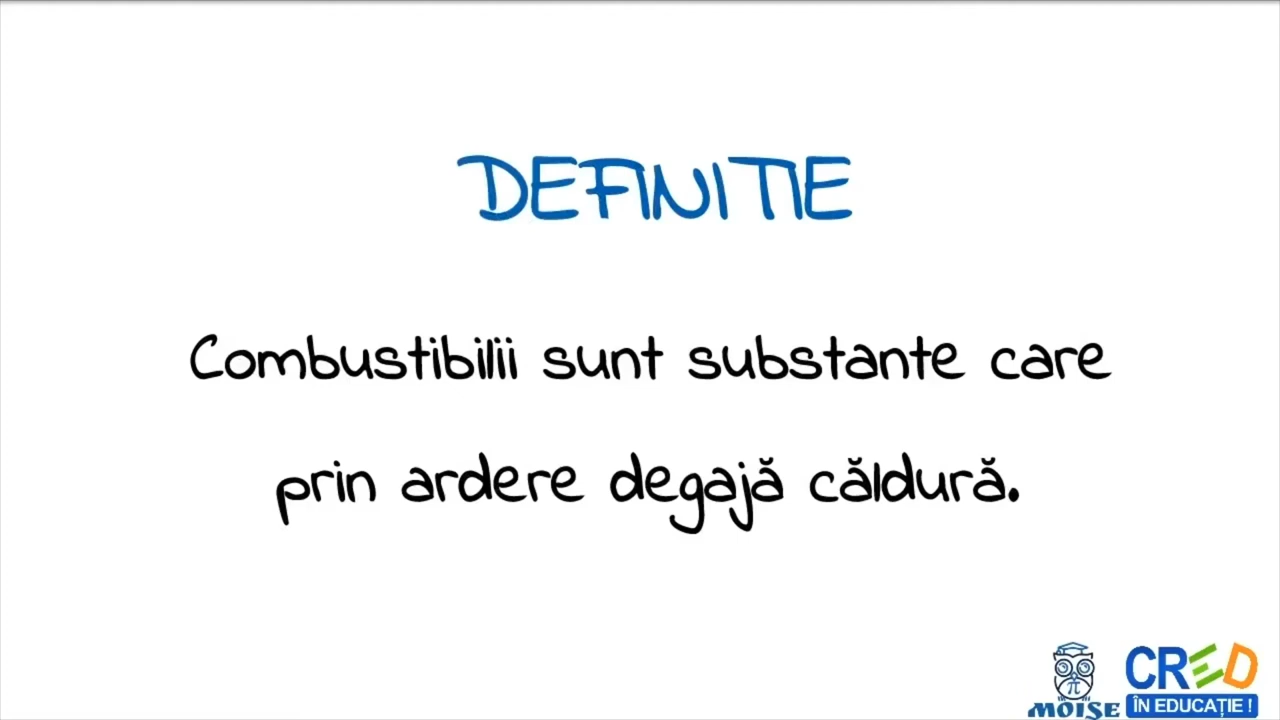 DEFINITIE
Combustibilii sunt substante care
prin ardere degajă căldură.
π
MOISE
CRED
ÎN EDUCAȚIE !